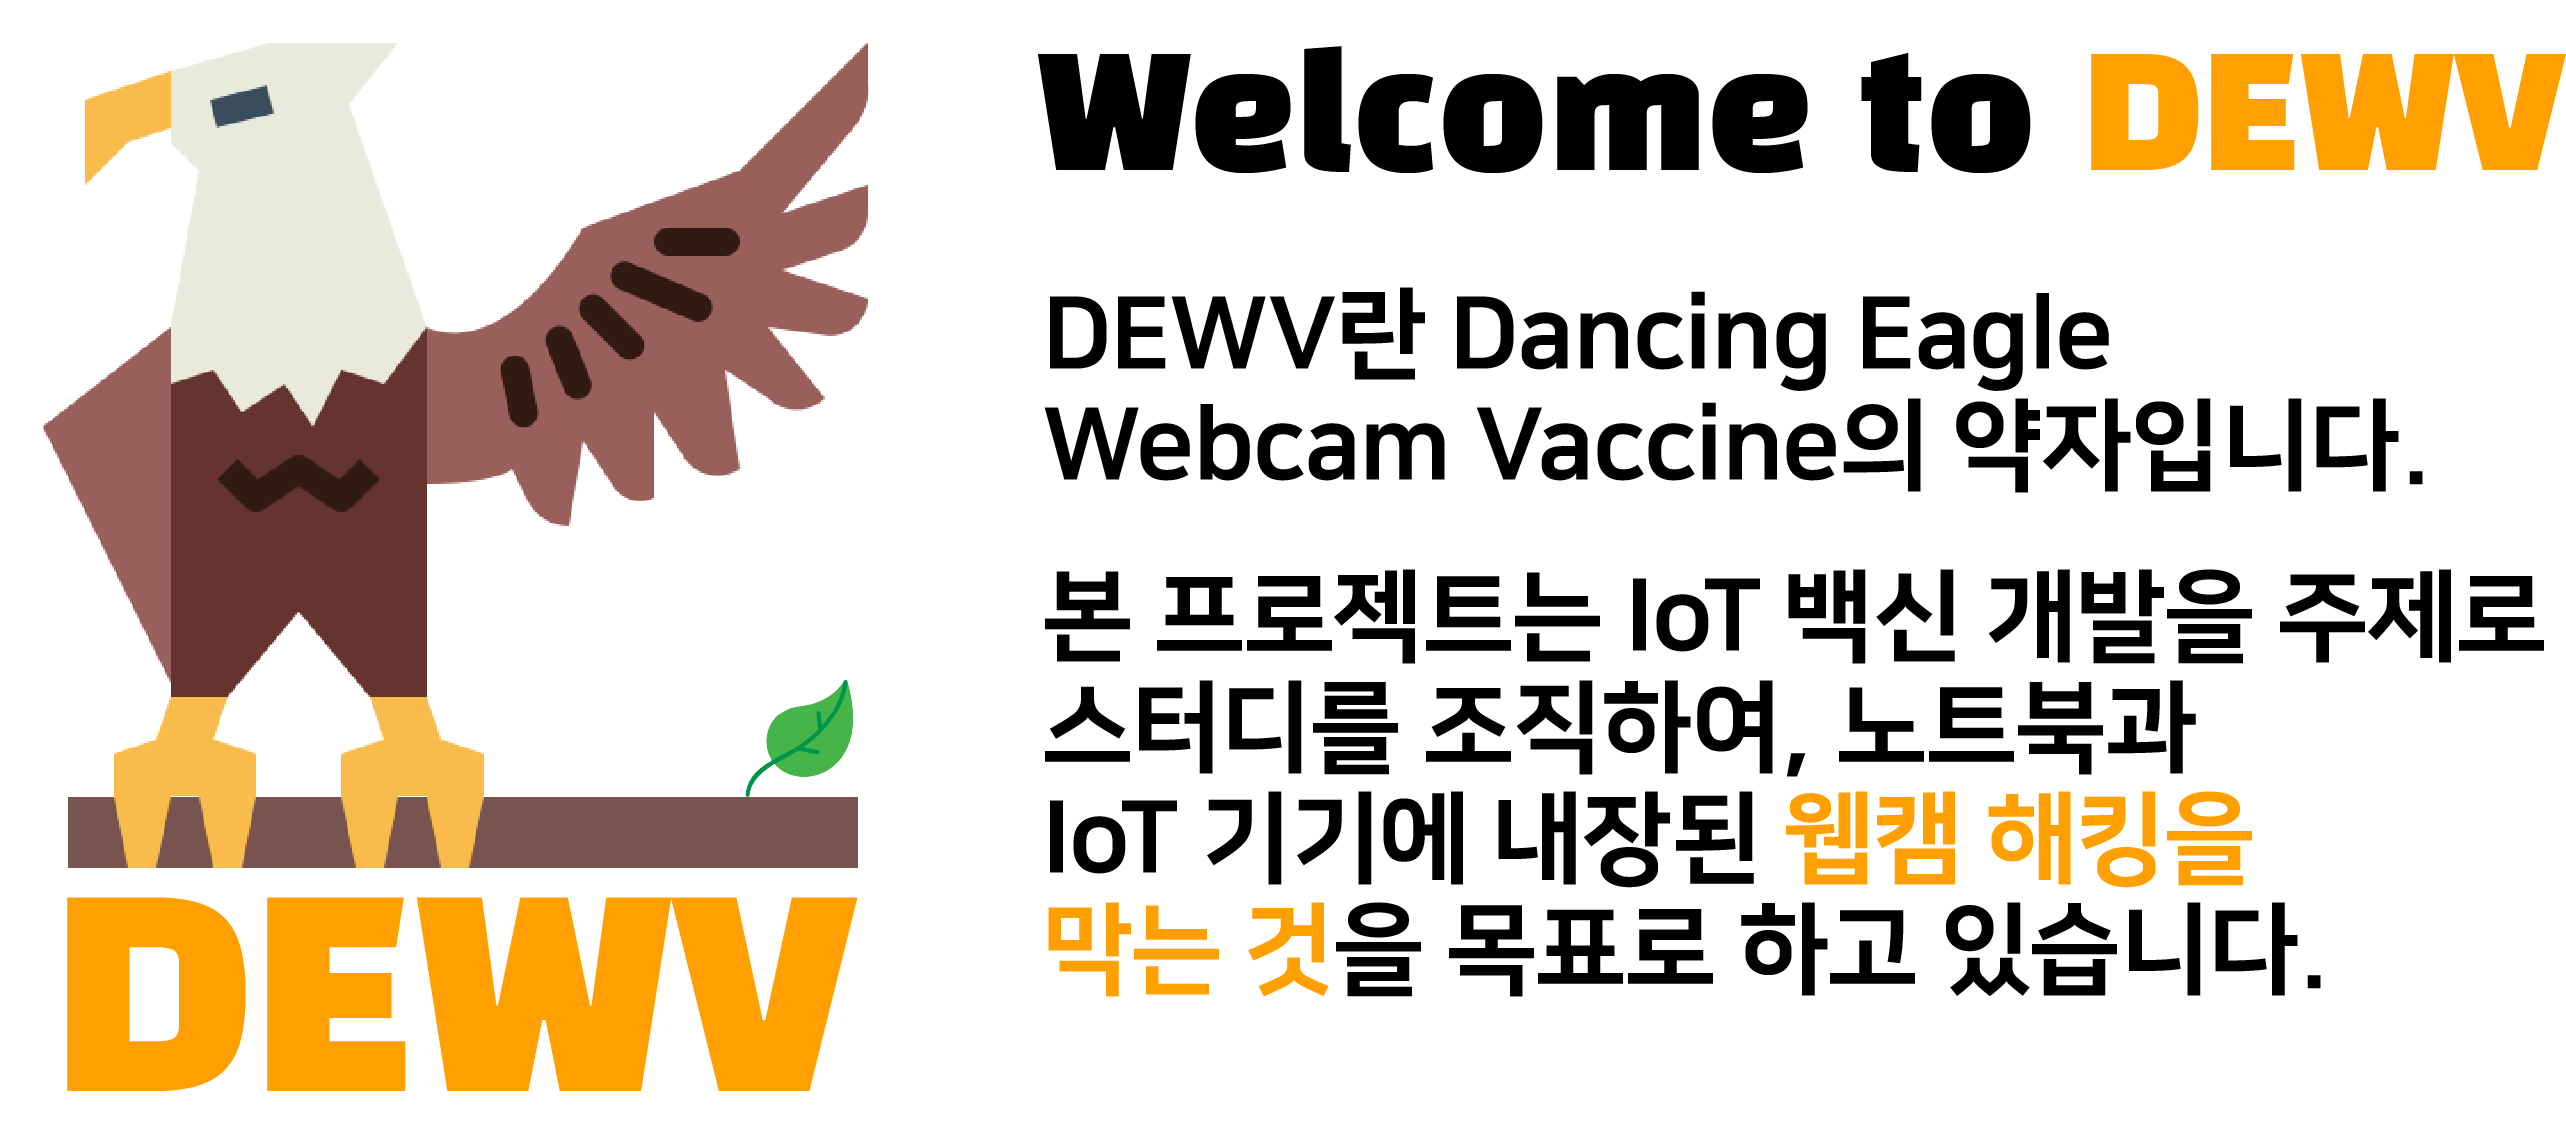 Welcome to DEWV
DEWV란 Dancing Eagle
Webcam Vaccine의 약자입니다.
본 프로젝트는 IoT 백신 개발을 주제로
스터디를 조직하여, 노트북과
IoT 기기에 내장된 웹캠 해킹을
막는 것을 목표로 하고 있습니다.
DEWV